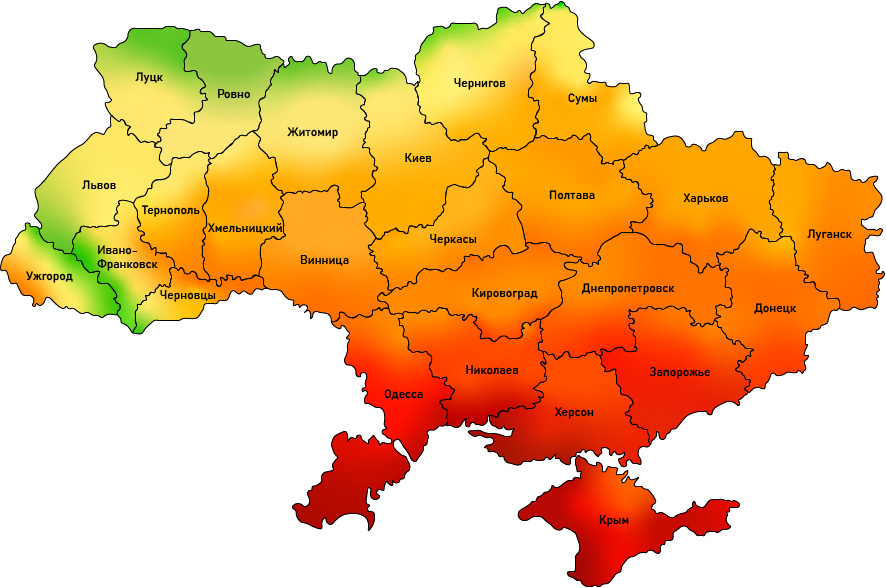 Луцк
Ровно
Чернигов
Сумы
Житомир
Киев
Львов
Тернополь
Хмельницкий
Полтава
Харьков
Луганск
Черкасы
Винница
Ивано-
Франковск
Ужгород
Черновцы
Кировоград
Днепропетровск
Донецк
Николаев
Запорожье
Одесса
Херсон
Крым